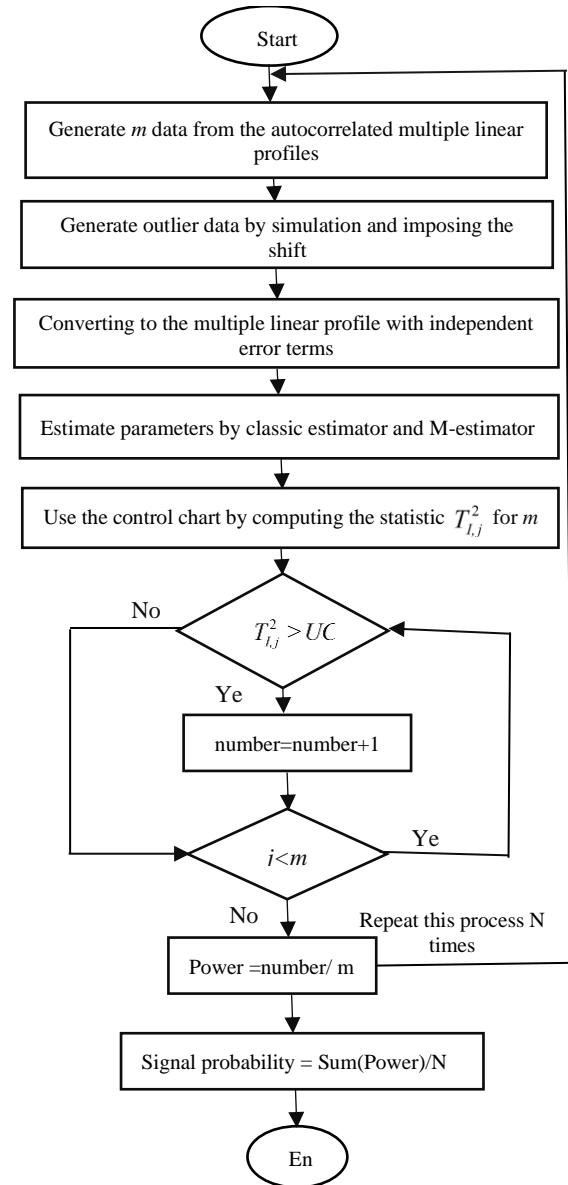 Start
Generate m data from the autocorrelated multiple linear
profiles
Generate outlier data by simulation and imposing the
shift
Converting to the multiple linear profile with independent
error terms
Estimate parameters by classic estimator and M-estimator
Use the control chart by computing the statistic T²_{I,j} for m
No
T²_{I,j} > UC
Ye
number=number+1
j<m
Ye
No
Repeat this process N
times
Power =number/ m
Signal probability = Sum(Power)/N
En